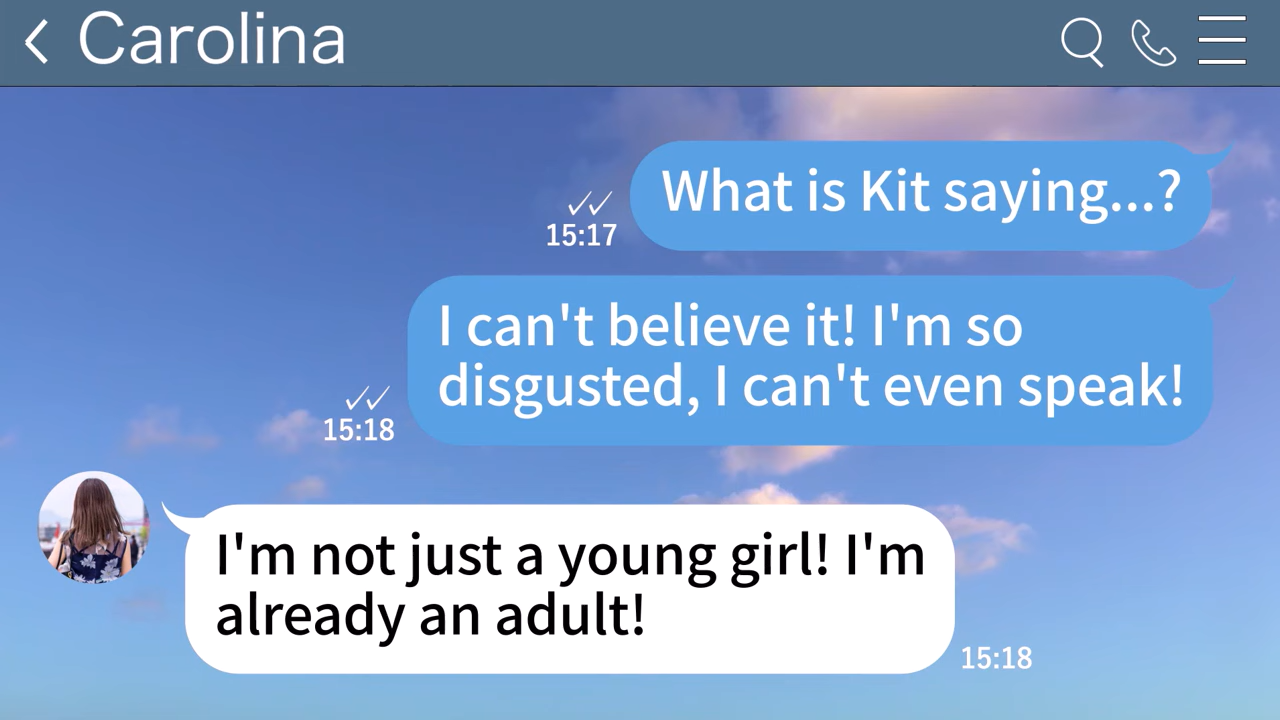 Carolina
What is Kit saying...?
15:17
I can't believe it! I'm so
disgusted, I can't even speak!
15:18
I'm not just a young girl! I'm
already an adult!
15:18